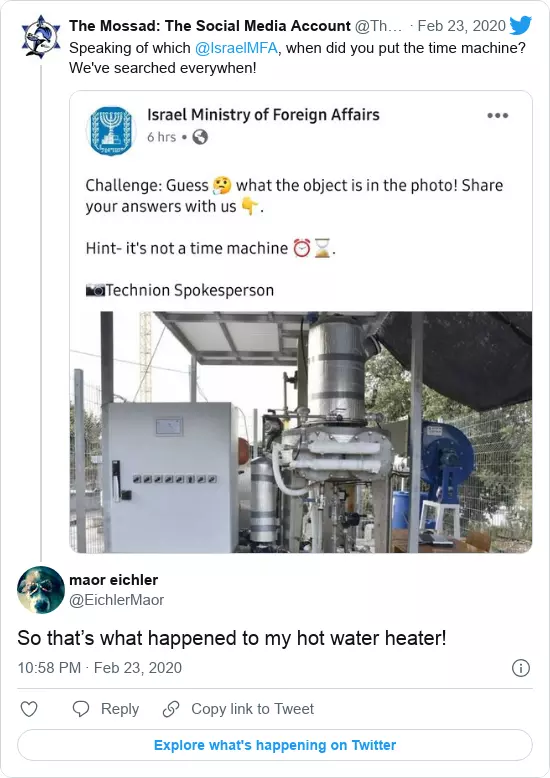 The Mossad: The Social Media Account @Th... · Feb 23, 2020
Speaking of which @IsraelMFA, when did you put the time machine?
We've searched everywhen!
Israel Ministry of Foreign Affairs
6 hrs •
Challenge: Guess 🤔 what the object is in the photo! Share
your answers with us 👇.
Hint- it's not a time machine ⏰⏳.
📷Technion Spokesperson
maor eichler
@EichlerMaor
So that’s what happened to my hot water heater!
10:58 PM · Feb 23, 2020
Reply
Copy link to Tweet
Explore what's happening on Twitter